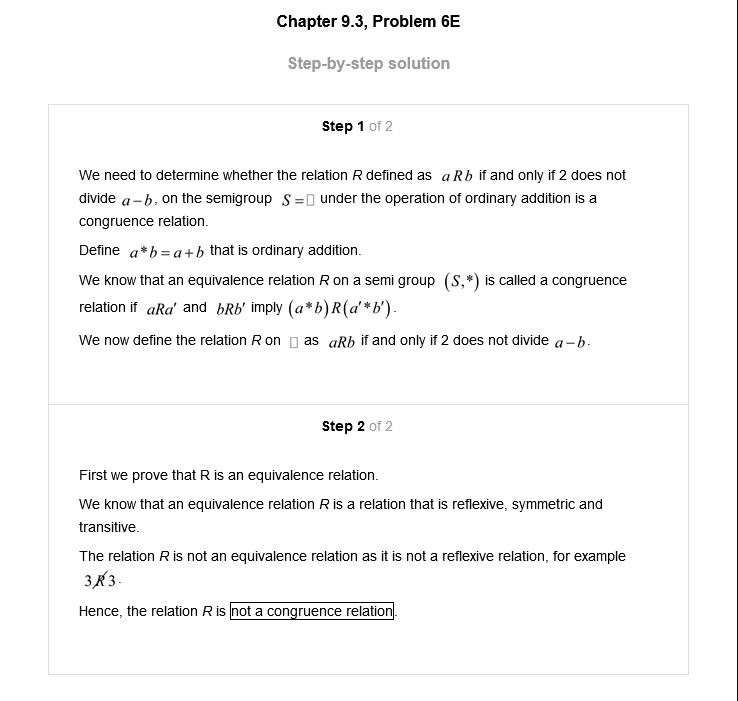 Chapter 9.3, Problem 6E
Step-by-step solution
Step 1 of 2
We need to determine whether the relation R defined as a R b if and only if 2 does not
divide a−b, on the semigroup S=▯ under the operation of ordinary addition is a
congruence relation.
Define a*b=a+b that is ordinary addition.
We know that an equivalence relation R on a semi group (S,*) is called a congruence
relation if aRa′ and bRb′ imply (a*b)R(a′*b′).
We now define the relation R on ▯ as aRb if and only if 2 does not divide a−b.
Step 2 of 2
First we prove that R is an equivalence relation.
We know that an equivalence relation R is a relation that is reflexive, symmetric and
transitive.
The relation R is not an equivalence relation as it is not a reflexive relation, for example
3R̸3.
Hence, the relation R is not a congruence relation.